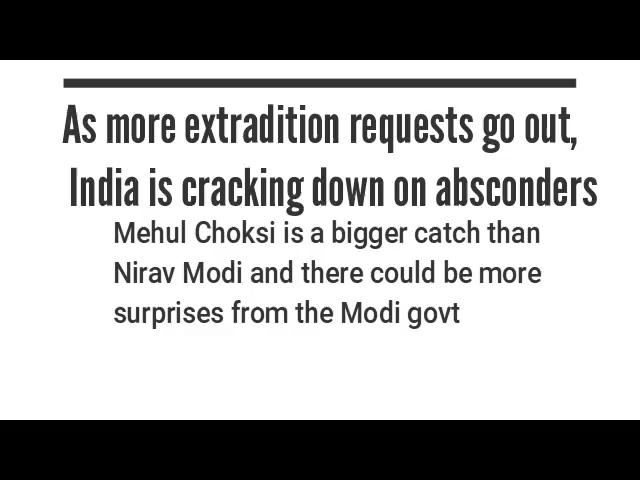 As more extradition requests go out,
India is cracking down on absconders
Mehul Choksi is a bigger catch than
Nirav Modi and there could be more
surprises from the Modi govt